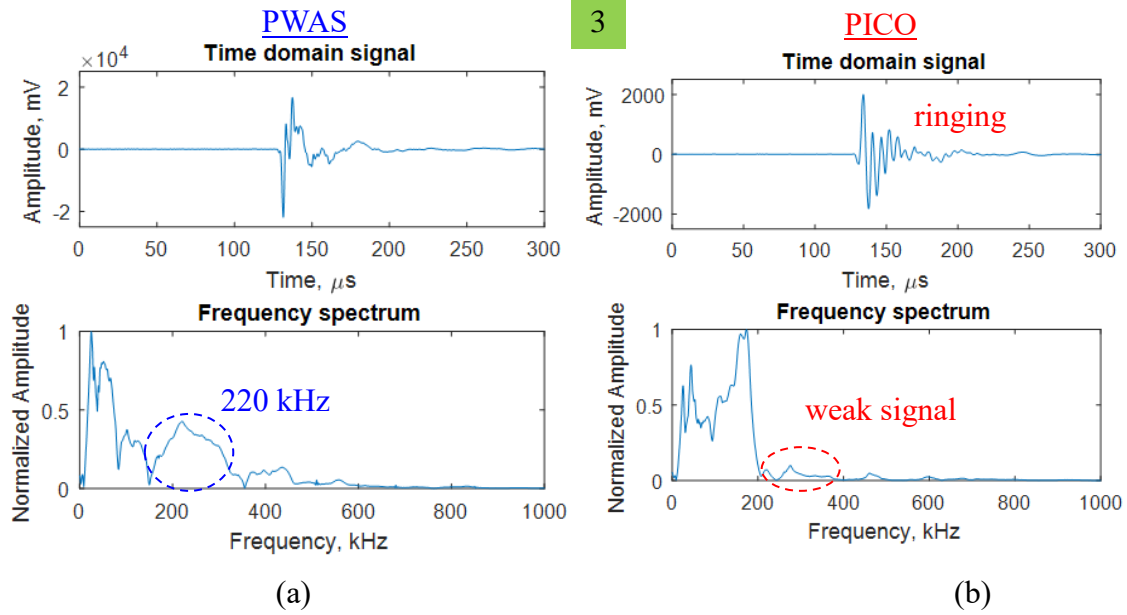 PWAS
3
PICO
×10⁴
Time domain signal
Amplitude, mV
2
0
-2
0 50 100 150 200 250 300
Time, μs
Time domain signal
ringing
Amplitude, mV
2000
0
-2000
0 50 100 150 200 250 300
Time, μs
Frequency spectrum
220 kHz
Normalized Amplitude
1
0.5
0
0 200 400 600 800 1000
Frequency, kHz
(a)
Frequency spectrum
weak signal
Normalized Amplitude
1
0.5
0
0 200 400 600 800 1000
Frequency, kHz
(b)